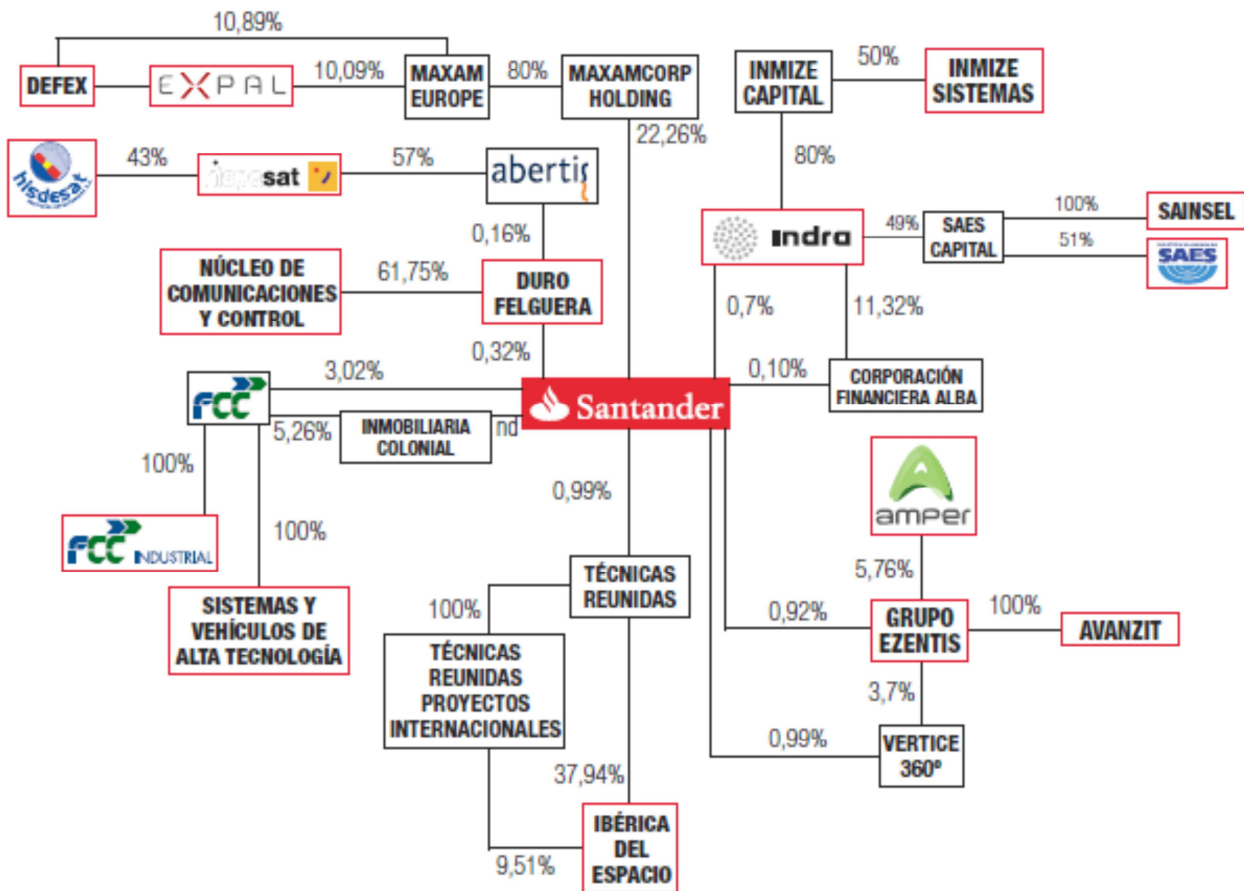 10,89%
DEFEX
EXPAL
10,09%
MAXAM
EUROPE
80%
MAXAMCORP
HOLDING
22,26%
INMIZE
CAPITAL
50%
INMIZE
SISTEMAS
80%
hisdesat
43%
hispasat
57%
abertis
0,16%
NÚCLEO DE
COMUNICACIONES
Y CONTROL
61,75%
DURO
FELGUERA
0,32%
indra
49%
SAES
CAPITAL
100%
SAINSEL
51%
SAES
0,7%
11,32%
0,10%
CORPORACIÓN
FINANCIERA ALBA
Santander
FCC
3,02%
5,26%
INMOBILIARIA
COLONIAL
nd
100%
FCC INDUSTRIAL
100%
SISTEMAS Y
VEHÍCULOS DE
ALTA TECNOLOGÍA
0,99%
TÉCNICAS
REUNIDAS
100%
TÉCNICAS
REUNIDAS
PROYECTOS
INTERNACIONALES
37,94%
9,51%
IBÉRICA
DEL
ESPACIO
amper
5,76%
0,92%
GRUPO
EZENTIS
100%
AVANZIT
3,7%
0,99%
VERTICE
360º